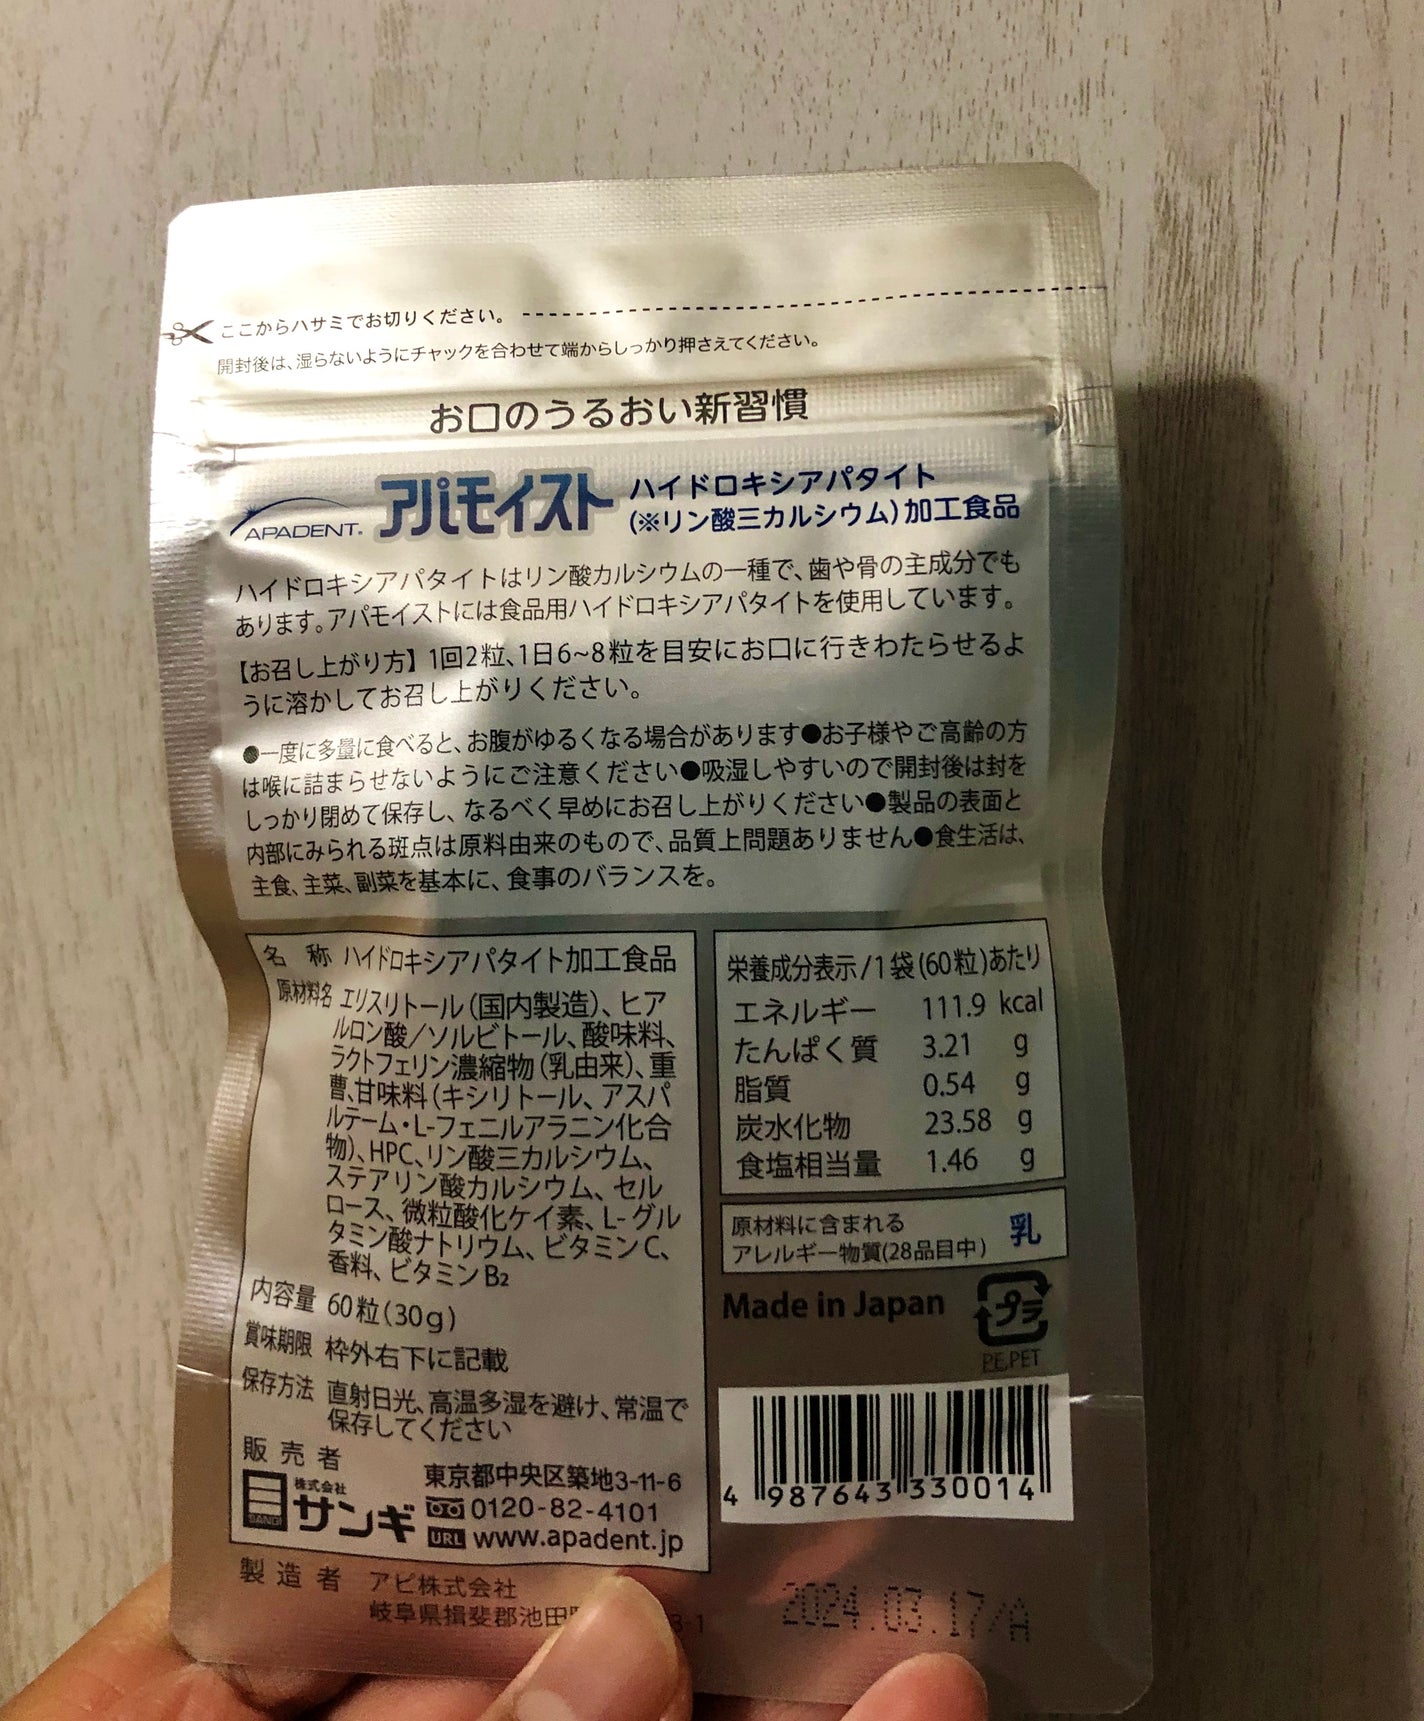 ここからハサミでお切りください。
開封後は、湿らないようにチャックを合わせて端からしっかり押さえてください。
お口のうるおい新習慣
APADENT. アパモイスト ハイドロキシアパタイト
(※リン酸三カルシウム)加工食品
ハイドロキシアパタイトはリン酸カルシウムの一種で、歯や骨の主成分でも
あります。アパモイストには食品用ハイドロキシアパタイトを使用しています。
【お召し上がり方】1回2粒、1日6~8粒を目安にお口に行きわたらせるよ
うに溶かしてお召し上がりください。
●一度に多量に食べると、お腹がゆるくなる場合があります●お子様やご高齢の方
は喉に詰まらせないようにご注意ください●吸湿しやすいので開封後は封を
しっかり閉めて保存し、なるべく早めにお召し上がりください●製品の表面と
内部にみられる斑点は原料由来のもので、品質上問題ありません●食生活は、
主食、主菜、副菜を基本に、食事のバランスを。
名 称 ハイドロキシアパタイト加工食品
原材料名 エリスリトール(国内製造)、ヒア
ルロン酸/ソルビトール、酸味料、
ラクトフェリン濃縮物(乳由来)、重
曹、甘味料(キシリトール、アスパ
ルテーム・L-フェニルアラニン化合
物)、HPC、リン酸三カルシウム、
ステアリン酸カルシウム、セル
ロース、微粒酸化ケイ素、L-グル
タミン酸ナトリウム、ビタミンC、
香料、ビタミンB₂
内容量 60粒(30g)
賞味期限 枠外右下に記載
保存方法 直射日光、高温多湿を避け、常温で
保存してください
販売者
SANGI 株式会社サンギ
東京都中央区築地3-11-6
0120-82-4101
URL www.apadent.jp
製造者 アピ株式会社
岐阜県揖斐郡池田
-1
栄養成分表示/1袋(60粒)あたり
エネルギー 111.9 kcal
たんぱく質 3.21 g
脂質 0.54 g
炭水化物 23.58 g
食塩相当量 1.46 g
原材料に含まれる
アレルギー物質(28品目中) 乳
Made in Japan
プラ
PE,PET
4 987643 330014
2024.03.17/A